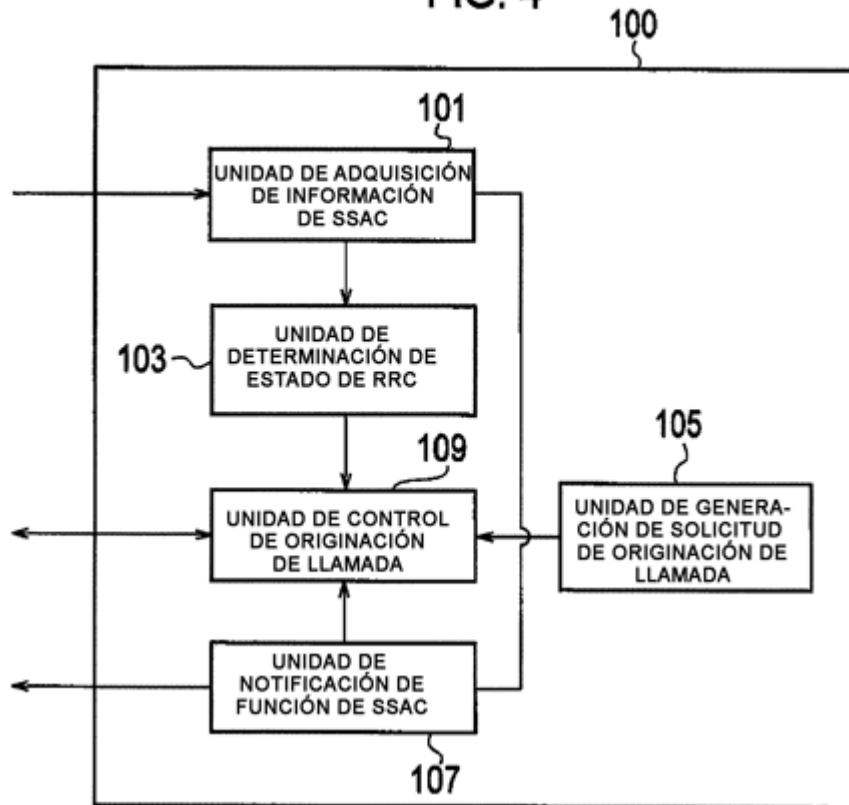 FIG. 4
100
101
UNIDAD DE ADQUISICIÓN
DE INFORMACIÓN
DE SSAC
UNIDAD DE
DETERMINACIÓN DE
ESTADO DE RRC
103
109
UNIDAD DE CONTROL
DE ORIGINACIÓN
DE LLAMADA
105
UNIDAD DE GENERA-
CIÓN DE SOLICITUD
DE ORIGINACIÓN DE
LLAMADA
UNIDAD DE
NOTIFICACIÓN DE
FUNCIÓN DE SSAC
107